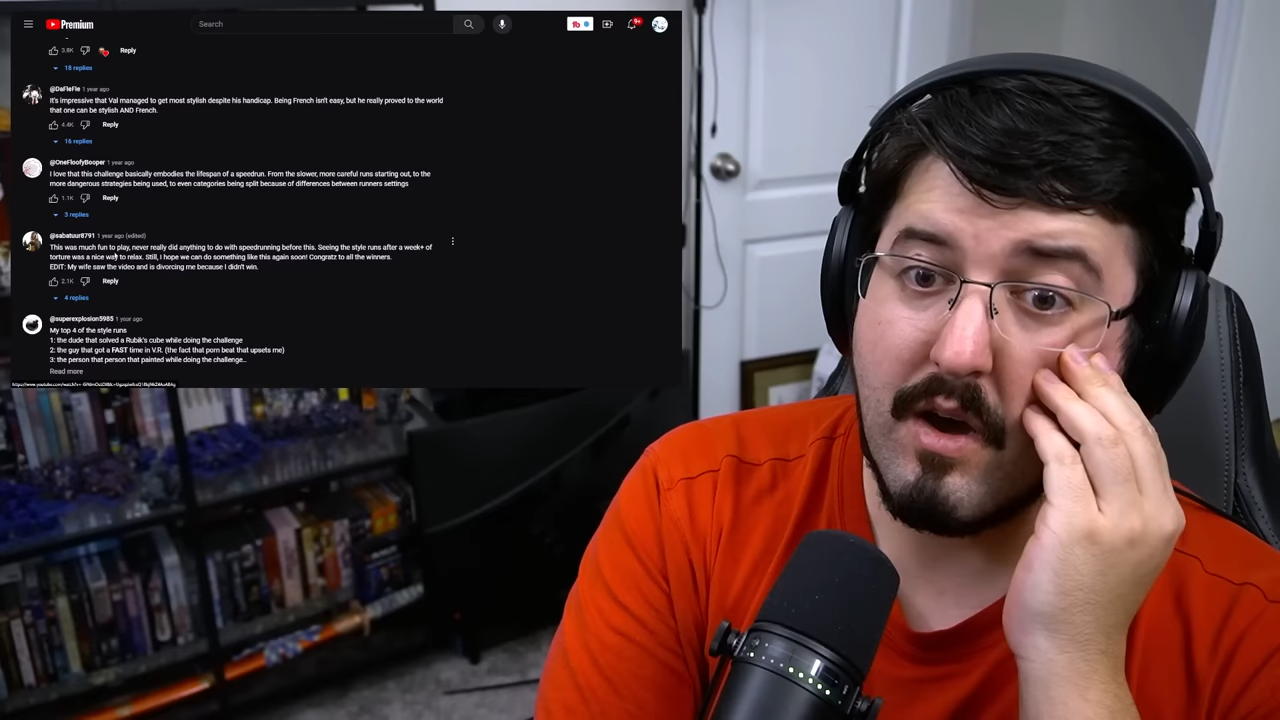 Premium
Search
9+
3.8K
Reply
18 replies
@DaFleFle 1 year ago
It's impressive that Val managed to get most stylish despite his handicap. Being French isn't easy, but he really proved to the world
that one can be stylish AND French.
4.4K
Reply
16 replies
@OneFloofyBooper 1 year ago
I love that this challenge basically embodies the lifespan of a speedrun. From the slower, more careful runs starting out, to the
more dangerous strategies being used, to even categories being split because of differences between runners settings
1.1K
Reply
3 replies
@sabatuur8791 1 year ago (edited)
This was much fun to play, never really did anything to do with speedrunning before this. Seeing the style runs after a week+ of
torture was a nice way to relax. Still, I hope we can do something like this again soon! Congratz to all the winners.
EDIT: My wife saw the video and is divorcing me because I didn't win.
2.1K
Reply
4 replies
@superexplosion5985 1 year ago
My top 4 of the style runs
1: the dude that solved a Rubik's cube while doing the challenge
2: the guy that got a FAST time in V.R. (the fact that porn beat that upsets me)
3: the person that person that painted while doing the challenge...
Read more